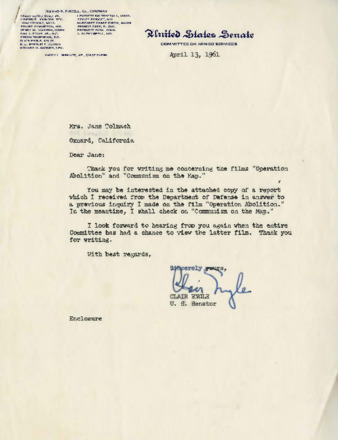 United States Senate
COMMITTEE ON ARMED SERVICES
April 13, 1961
Mrs. Jane Tolmach
Oxnard, California
Dear Jane:
Thank you for writing me concerning the films "Operation
Abolition" and "Communism on the Map."
You may be interested in the attached copy of a report
which I received from the Department of Defense in answer to
a previous inquiry I made on the film "Operation Abolition."
In the meantime, I shall check on "Communism on the Map."
I look forward to hearing from you again when the entire
Committee has had a chance to view the latter film. Thank you
for writing.
With best regards,
Sincerely yours,
Clair Engle
CLAIR ENGLE
U. S. Senator
Enclosure